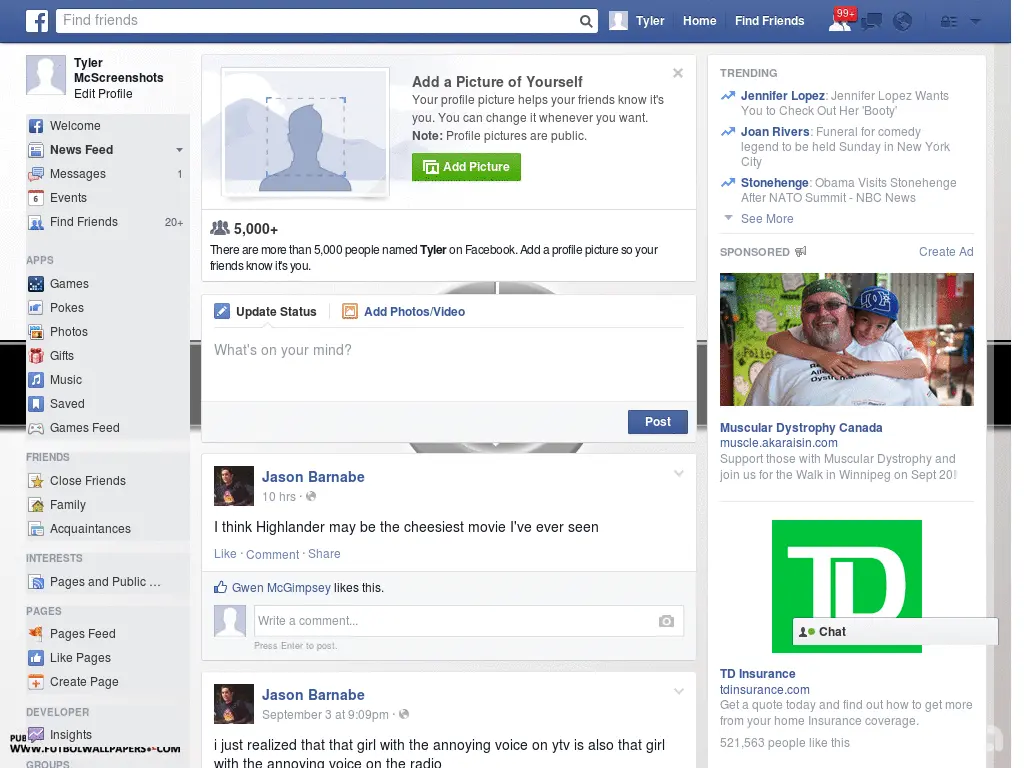 Find friends
Tyler
Home
Find Friends
99+
Tyler
McScreenshots
Edit Profile
Welcome
News Feed
Messages 1
6 Events
Find Friends 20+
APPS
Games
Pokes
Photos
Gifts
Music
Saved
Games Feed
FRIENDS
Close Friends
Family
Acquaintances
INTERESTS
Pages and Public ...
PAGES
Pages Feed
Like Pages
Create Page
DEVELOPER
Insights
PUB
WWW.FUTBOLWALLPAPERS.COM
GROUPS
Add a Picture of Yourself
Your profile picture helps your friends know it's
you. You can change it whenever you want.
Note: Profile pictures are public.
Add Picture
5,000+
There are more than 5,000 people named Tyler on Facebook. Add a profile picture so your
friends know it's you.
Update Status
Add Photos/Video
What's on your mind?
Post
Jason Barnabe
10 hrs ·
I think Highlander may be the cheesiest movie I've ever seen
Like · Comment · Share
Gwen McGimpsey likes this.
Write a comment...
Press Enter to post.
Jason Barnabe
September 3 at 9:09pm ·
i just realized that that girl with the annoying voice on ytv is also that girl
with the annoying voice on the radio
TRENDING
Jennifer Lopez: Jennifer Lopez Wants
You to Check Out Her 'Booty'
Joan Rivers: Funeral for comedy
legend to be held Sunday in New York
City
Stonehenge: Obama Visits Stonehenge
After NATO Summit - NBC News
See More
SPONSORED
Create Ad
Muscular Dystrophy Canada
muscle.akaraisin.com
Support those with Muscular Dystrophy and
join us for the Walk in Winnipeg on Sept 20
TD
Chat
TD Insurance
tdinsurance.com
Get a quote today and find out how to get more
from your home Insurance coverage.
521,563 people like this